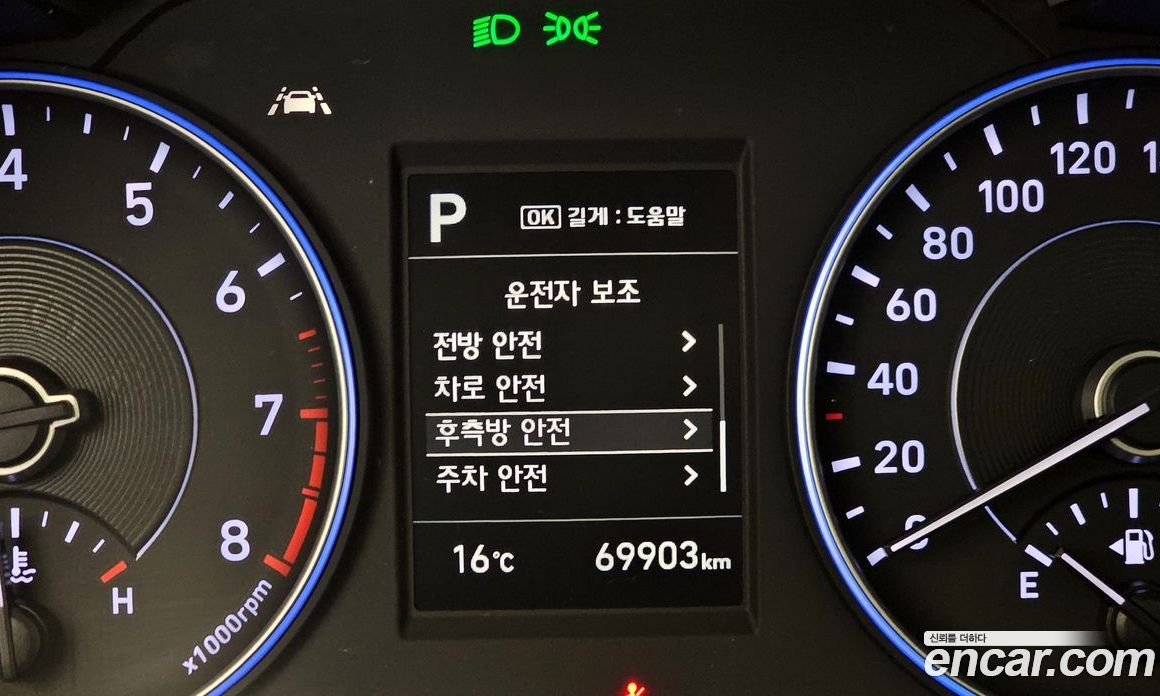 4
5
6
7
8
x1000rpm
H
P
OK 길게 : 도움말
운전자 보조
전방 안전 >
차로 안전 >
후측방 안전 >
주차 안전 >
16°C 69903km
120
100
80
60
40
20
E
신뢰를 더하다
encar.com